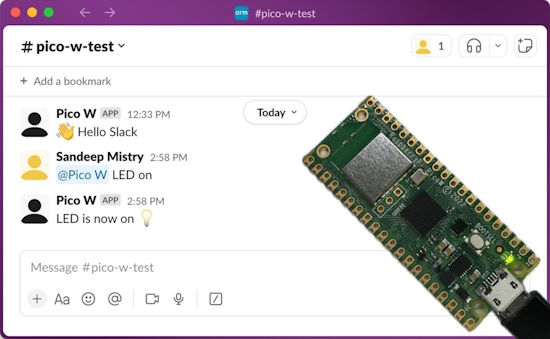 arm #pico-w-test
# pico-w-test
1
+ Add a bookmark
Today
Pico W APP 12:33 PM
👋 Hello Slack
Sandeep Mistry 2:58 PM
@Pico W LED on
Pico W APP 2:58 PM
LED is now on 💡
Message #pico-w-test
Aa
BOOTSEL